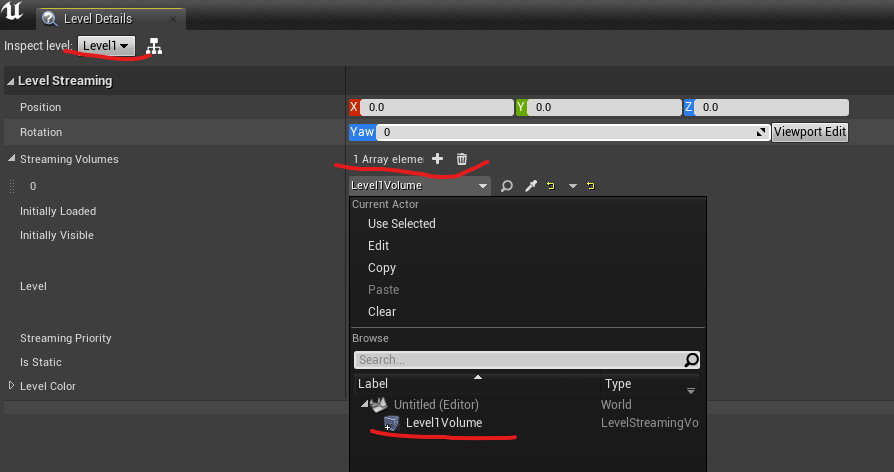 Level Details
Inspect level: Level1
Level Streaming
Position X 0.0 Y 0.0 Z 0.0
Rotation Yaw 0 Viewport Edit
Streaming Volumes 1 Array eleme
0 Level1Volume
Initially Loaded
Initially Visible
Level
Streaming Priority
Is Static
Level Color
Current Actor
Use Selected
Edit
Copy
Paste
Clear
Browse
Search...
Label Type
Untitled (Editor) World
Level1Volume LevelStreamingVo